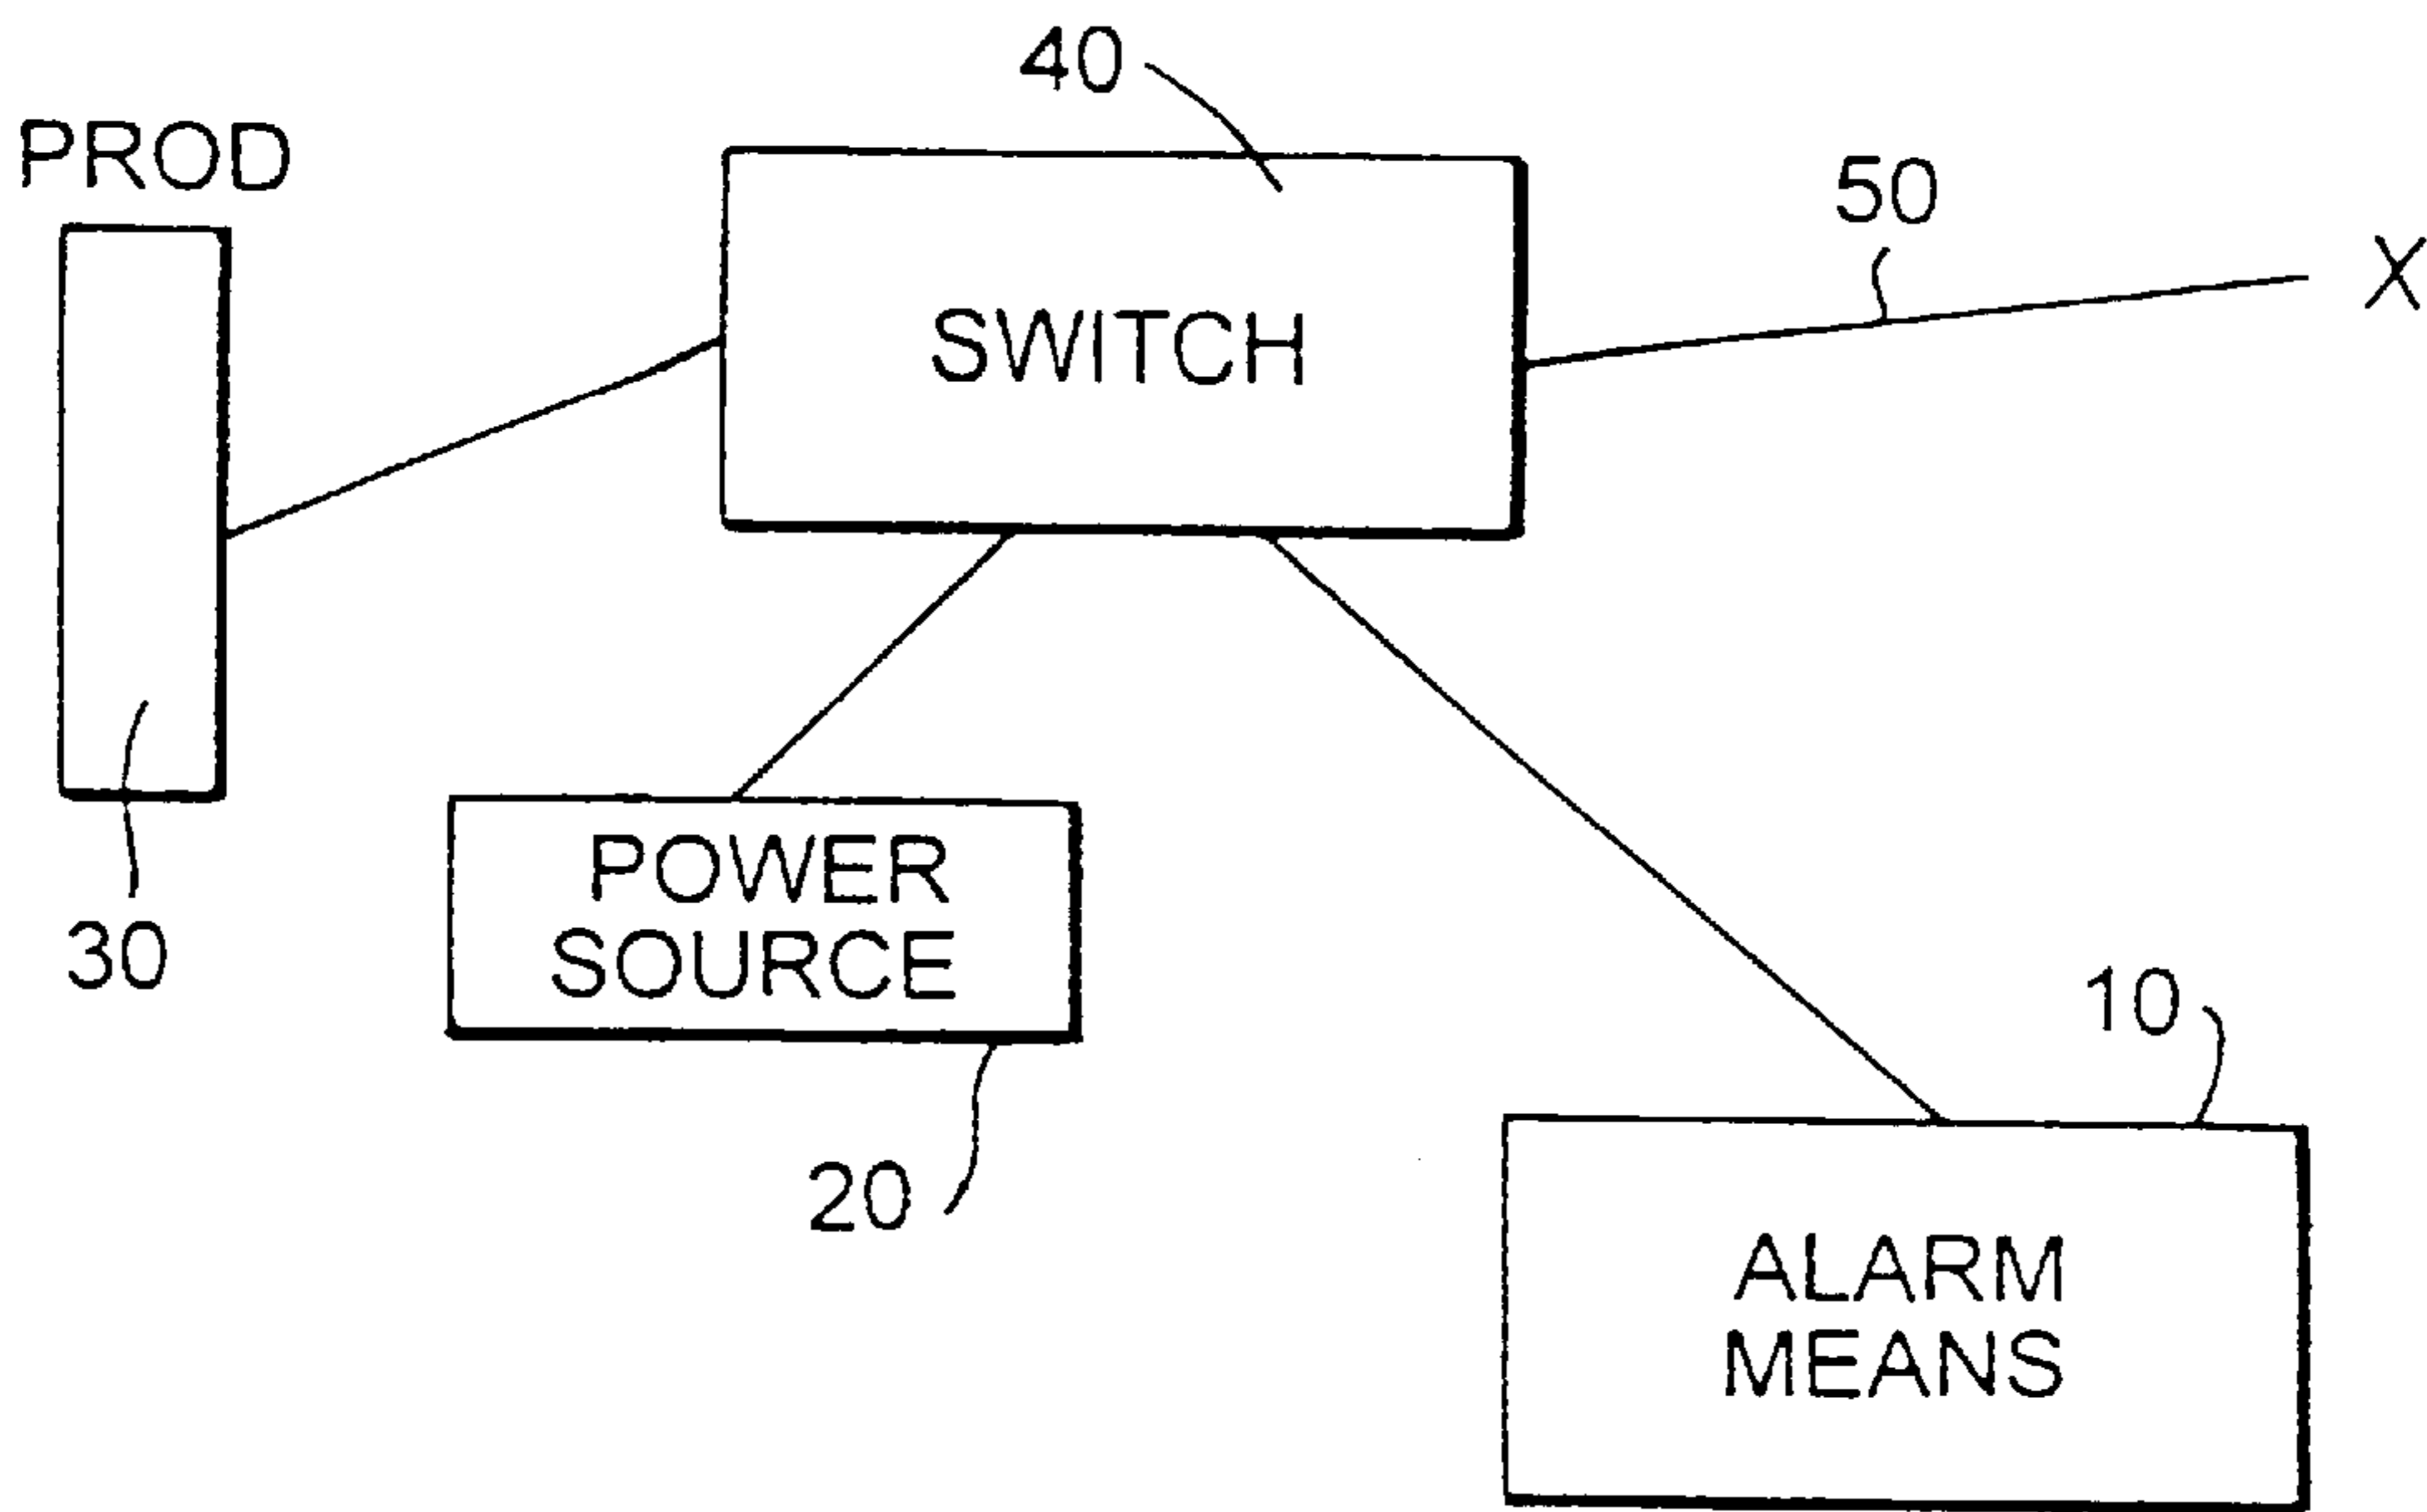 40
PROD
50
X
SWITCH
POWER
SOURCE
30
10
20
ALARM
MEANS